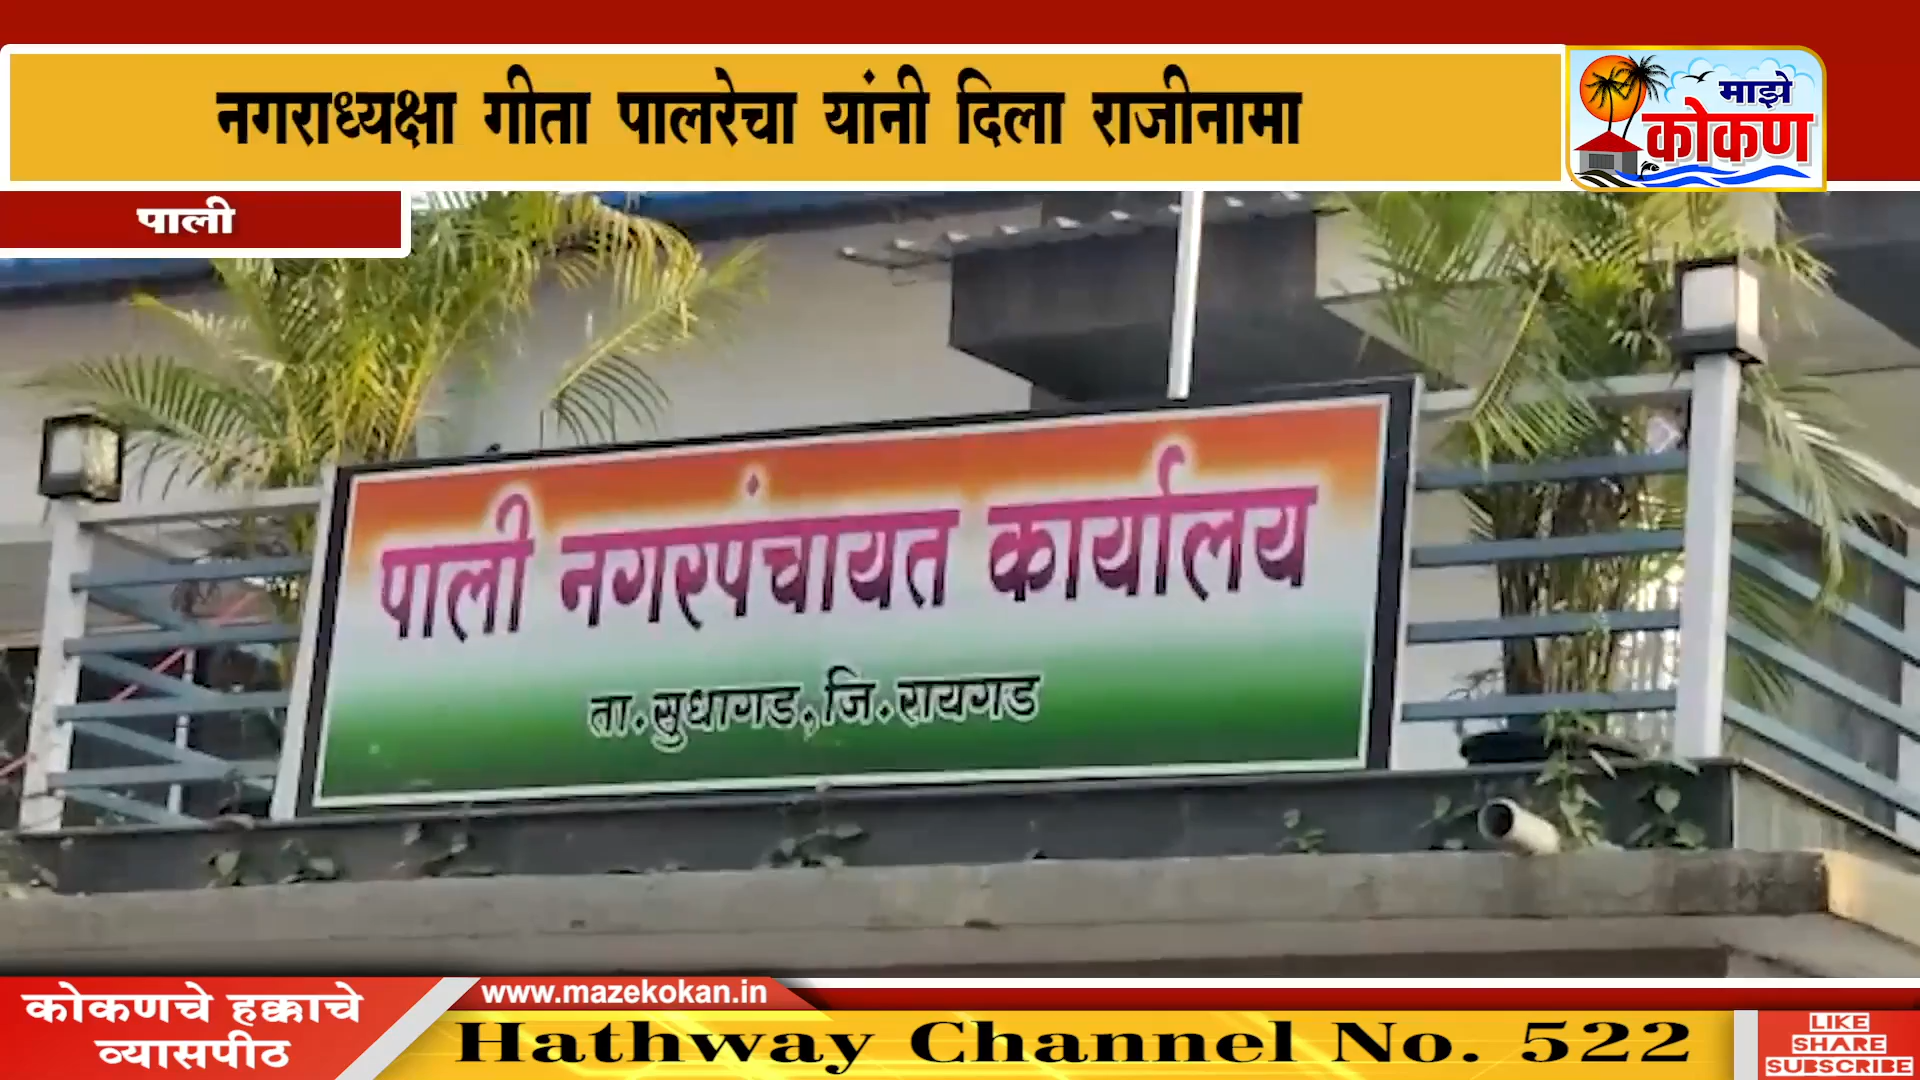 नगराध्यक्षा गीता पालरेचा यांनी दिला राजीनामा
माझे
कोकण
पाली
पाली नगरपंचायत कार्यालय
ता.सुधागड,जि.रायगड
कोकणचे हक्काचे
व्यासपीठ
www.mazekokan.in
Hathway Channel No. 522
LIKE
SHARE
SUBSCRIBE